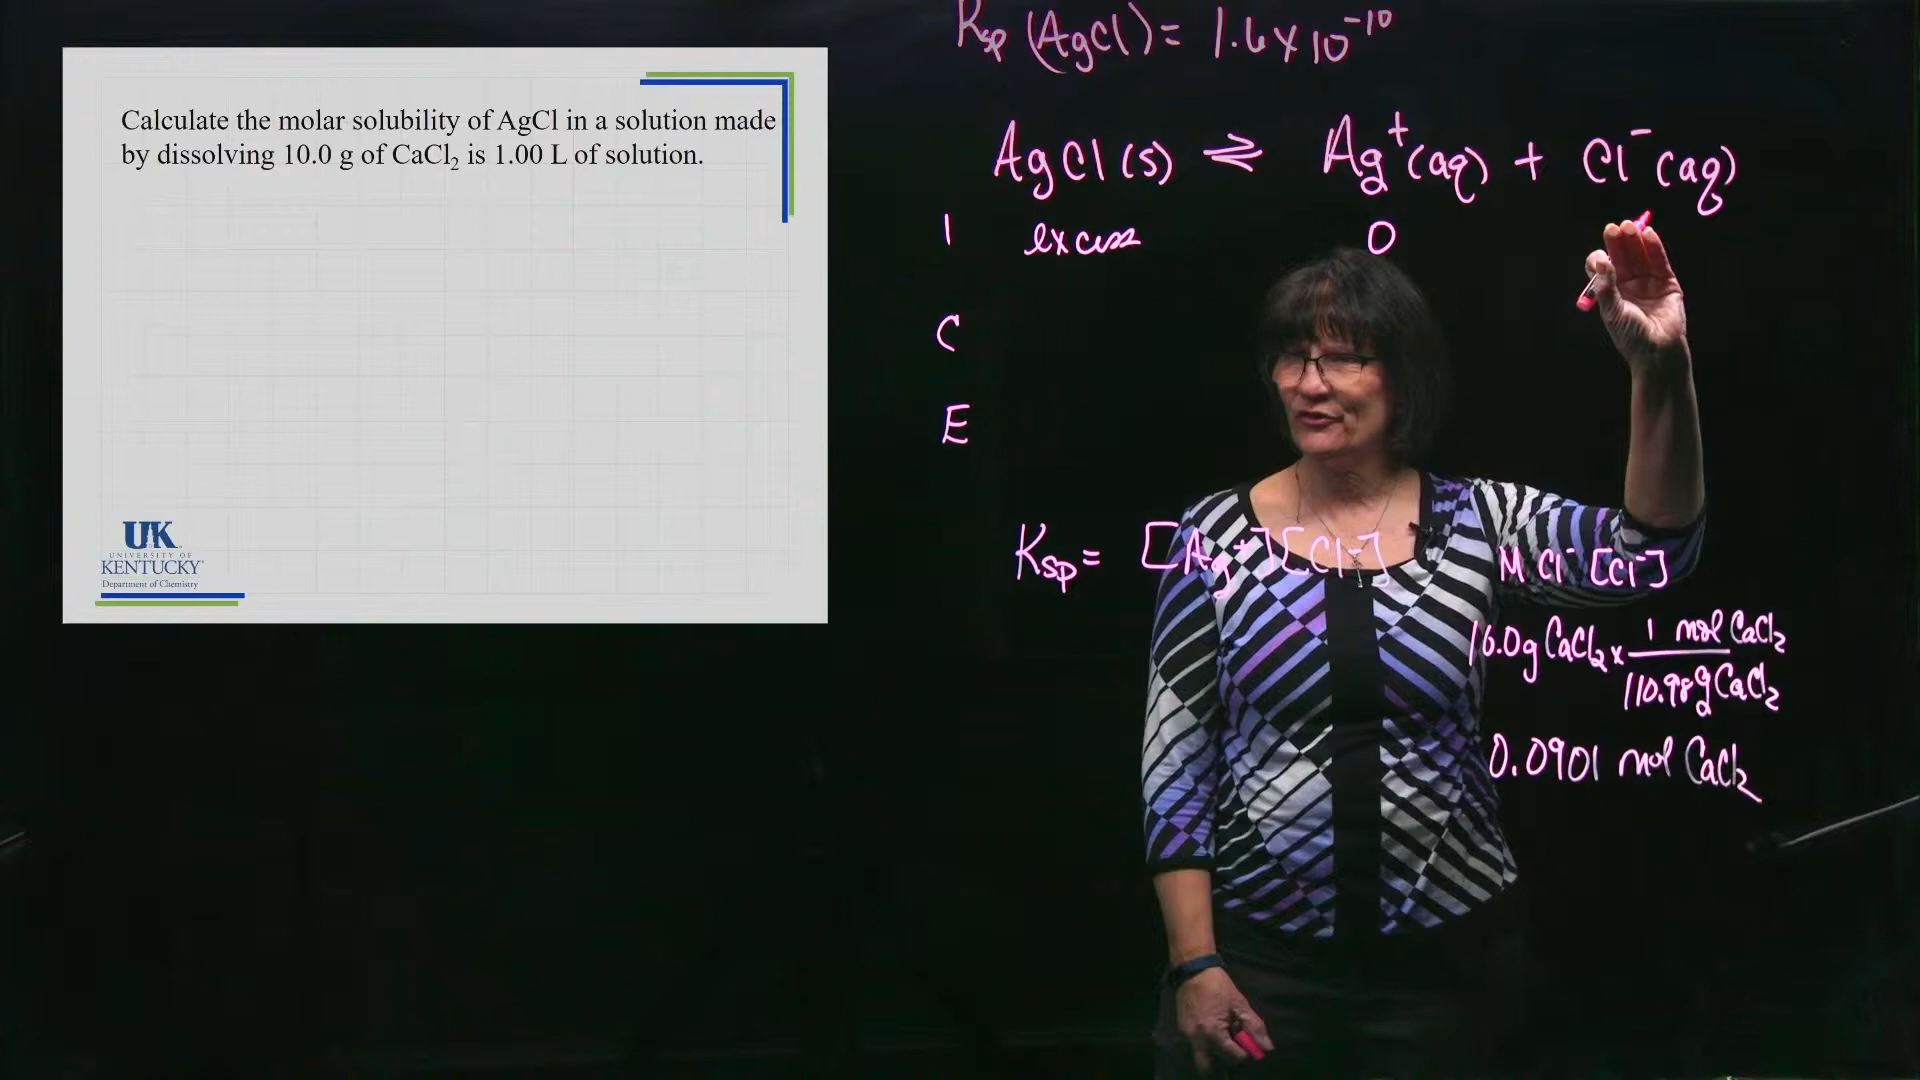 Calculate the molar solubility of AgCl in a solution made
by dissolving 10.0 g of CaCl₂ is 1.00 L of solution.
UK
UNIVERSITY OF
KENTUCKY
Department of Chemistry
Ksp (AgCl) = 1.6 x 10⁻¹⁰
AgCl (s) ⇌ Ag⁺(aq) + Cl⁻(aq)
I excess 0
C
E
Ksp = [Ag⁺][Cl⁻]
M Cl⁻ [Cl⁻]
10.0g CaCl₂ x 1 mol CaCl₂
110.98g CaCl₂
0.0901 mol CaCl₂